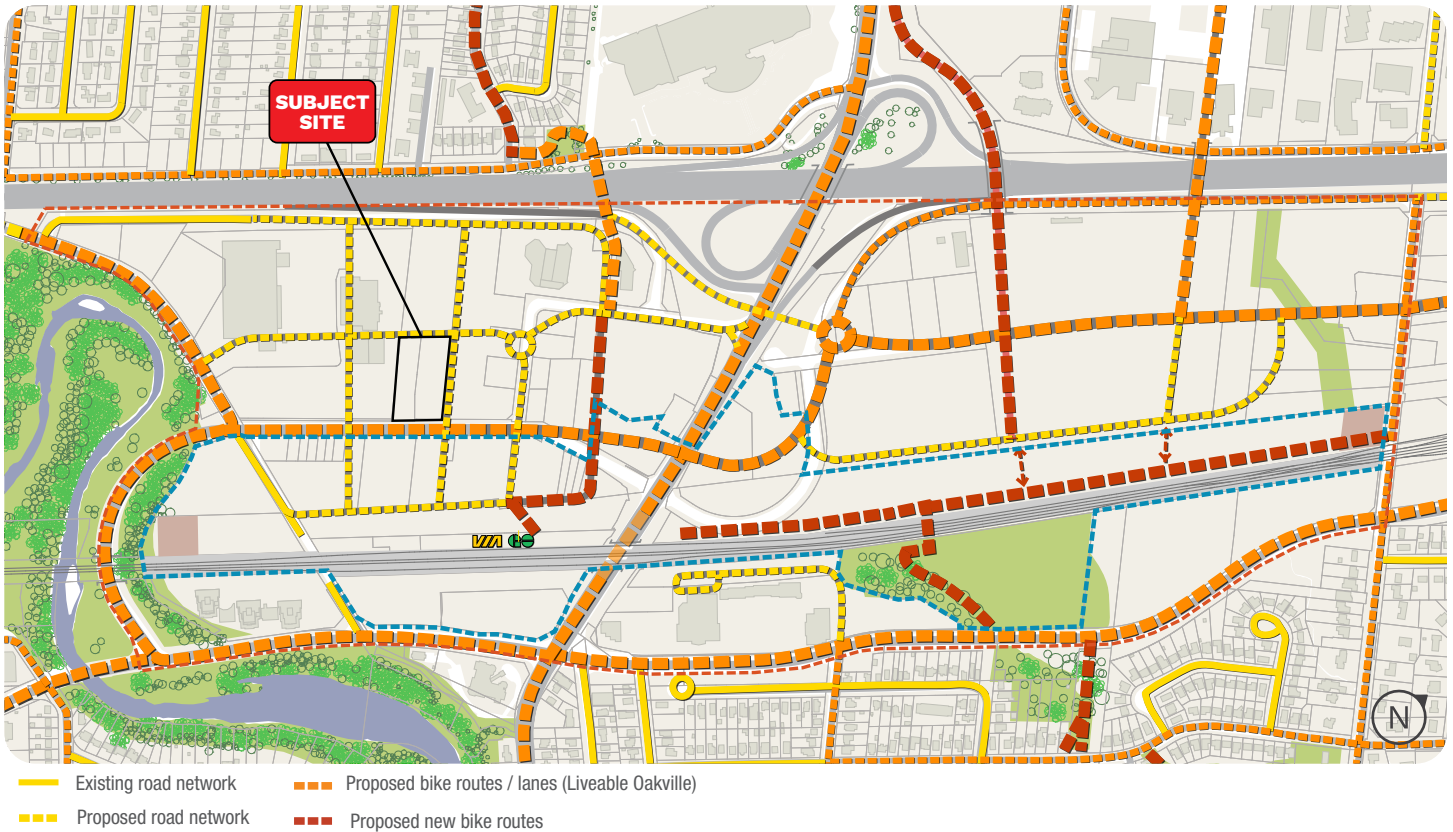 SUBJECT
SITE
VIA GO
N
Existing road network
Proposed bike routes / lanes (Liveable Oakville)
Proposed road network
Proposed new bike routes